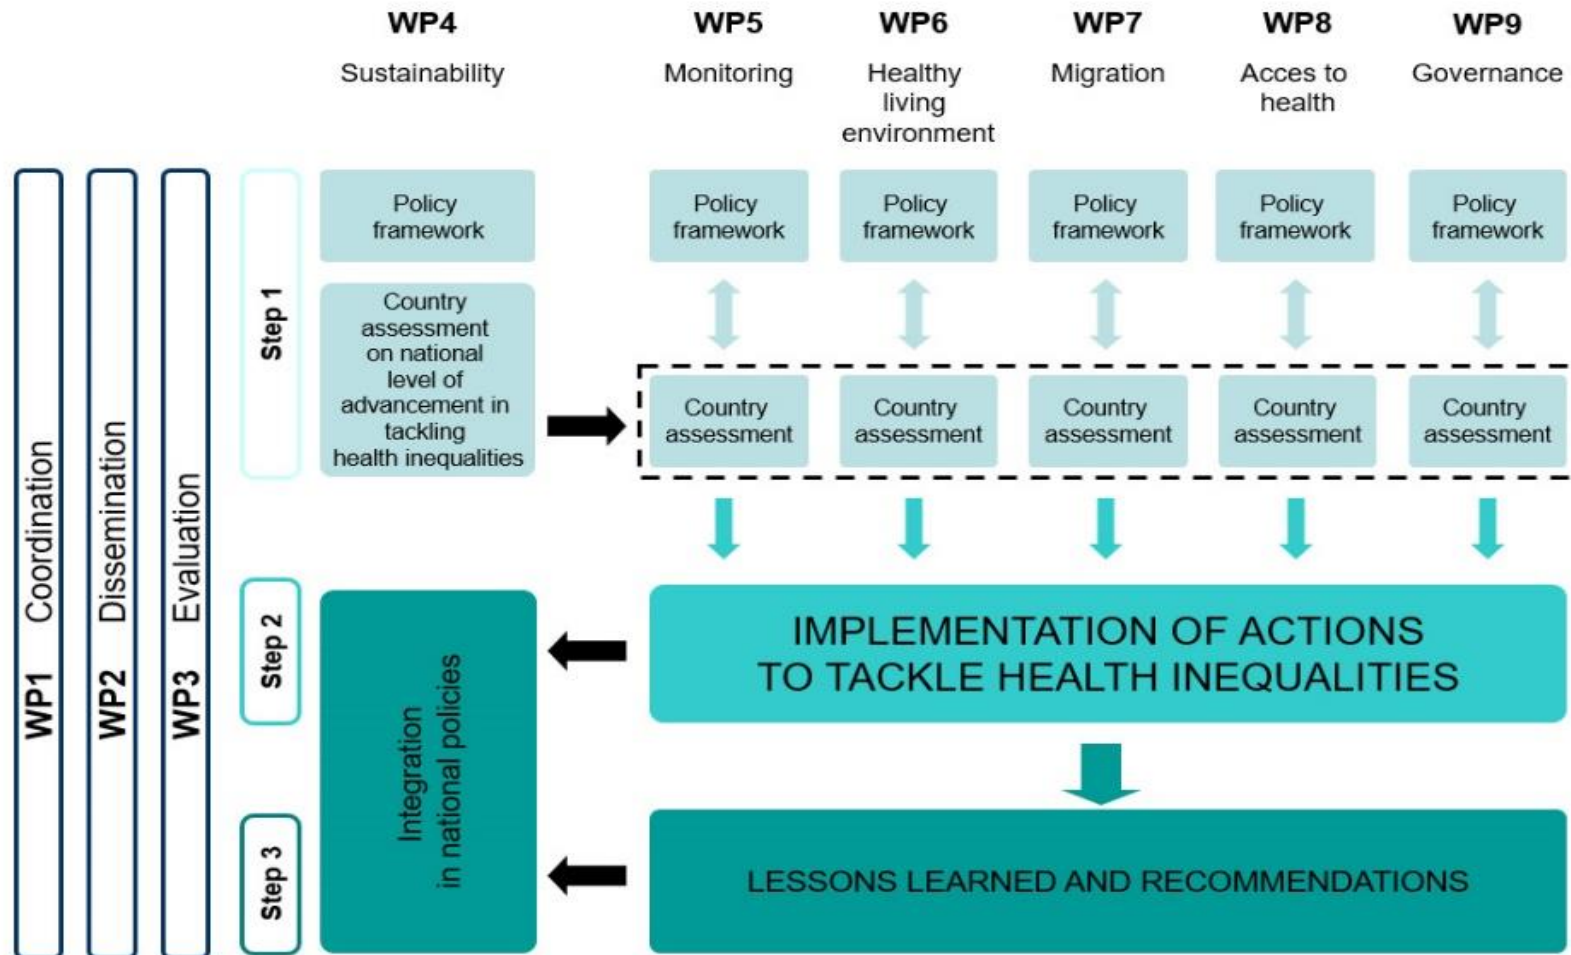 WP4
WP5
WP6
WP7
WP8
WP9
Sustainability
Monitoring
Healthy
living
environment
Migration
Acces to
health
Governance
WP1 Coordination
WP2 Dissemination
WP3 Evaluation
Step 1
Policy
framework
Policy
framework
Policy
framework
Policy
framework
Policy
framework
Policy
framework
Country
assessment
on national
level of
advancement in
tackling
health inequalities
Country
assessment
Country
assessment
Country
assessment
Country
assessment
Country
assessment
Step 2
Integration
in national policies
IMPLEMENTATION OF ACTIONS
TO TACKLE HEALTH INEQUALITIES
Step 3
LESSONS LEARNED AND RECOMMENDATIONS